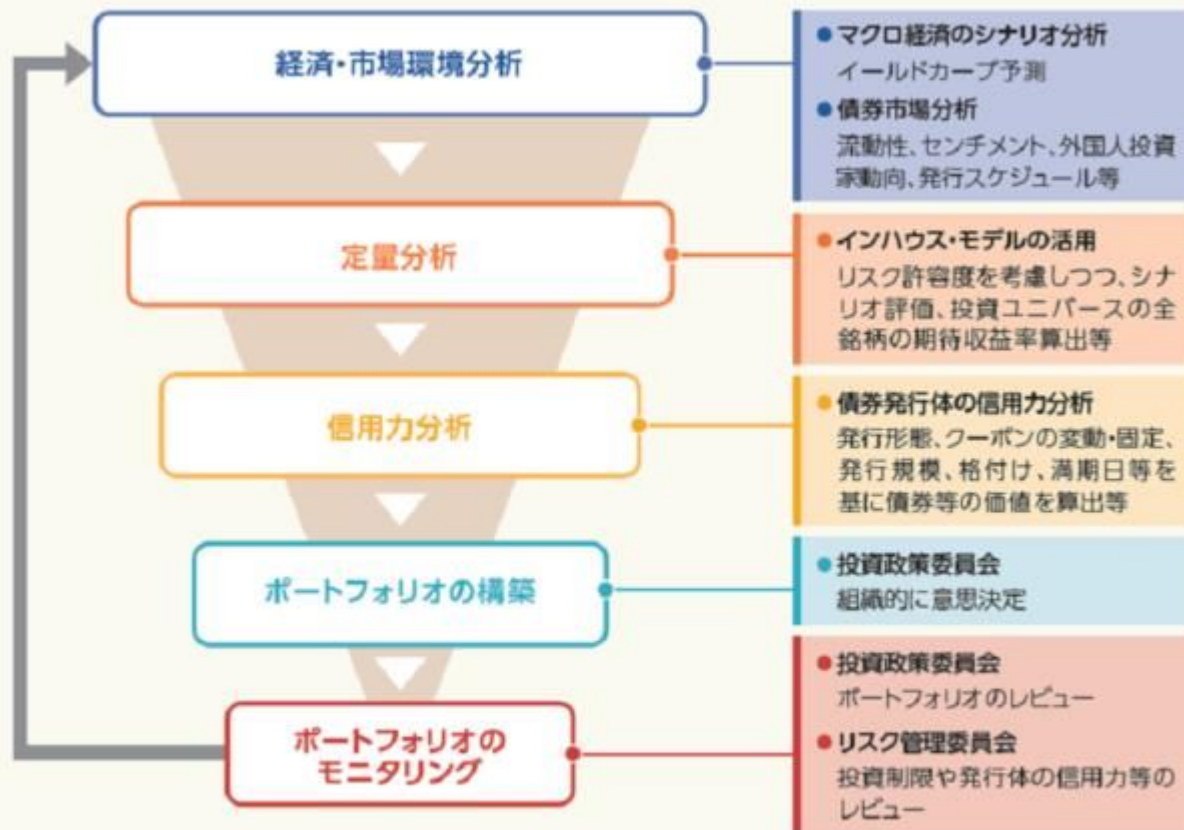 経済・市場環境分析
●マクロ経済のシナリオ分析
イールドカーブ予測
●債券市場分析
流動性、センチメント、外国人投資
家動向、発行スケジュール等
定量分析
●インハウス・モデルの活用
リスク許容度を考慮しつつ、シナ
リオ評価、投資ユニバースの全
銘柄の期待収益率算出等
信用力分析
●債券発行体の信用力分析
発行形態、クーポンの変動・固定、
発行規模、格付け、満期日等を
基に債券等の価値を算出等
ポートフォリオの構築
●投資政策委員会
組織的に意思決定
ポートフォリオの
モニタリング
●投資政策委員会
ポートフォリオのレビュー
●リスク管理委員会
投資制限や発行体の信用力等の
レビュー